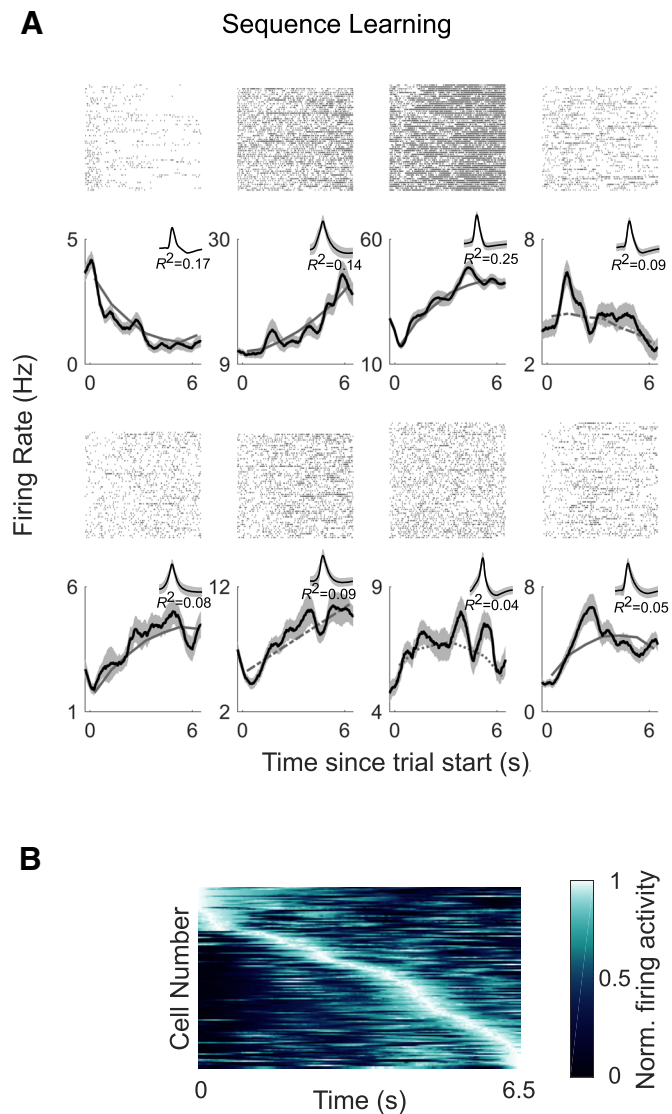 A
Sequence Learning
5
30
60
8
R²=0.17
R²=0.14
R²=0.25
R²=0.09
0
9
10
2
0 6
0 6
0 6
0 6
Firing Rate (Hz)
6
12
9
8
R²=0.08
R²=0.09
R²=0.04
R²=0.05
1
2
4
0
0 6
0 6
0 6
0 6
Time since trial start (s)
B
Cell Number
0
6.5
Time (s)
1
0.5
0
Norm. firing activity